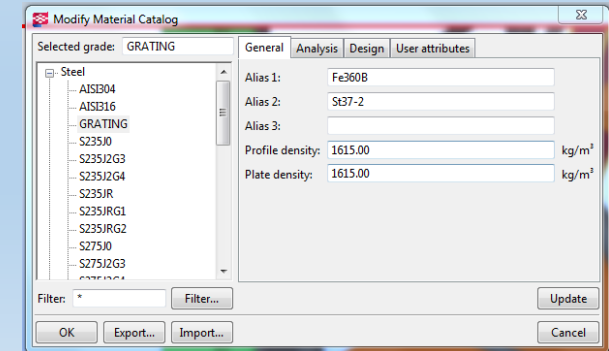 Modify Material Catalog
Selected grade: GRATING
General Analysis Design User attributes
Steel
AISI304
AISI316
GRATING
S235J0
S235J2G3
S235J2G4
S235JR
S235JRG1
S235JRG2
S275J0
S275J2G3
S275J2G4
Alias 1: Fe360B
Alias 2: St37-2
Alias 3:
Profile density: 1615.00 kg/m³
Plate density: 1615.00 kg/m³
Filter: * Filter... Update
OK Export... Import... Cancel